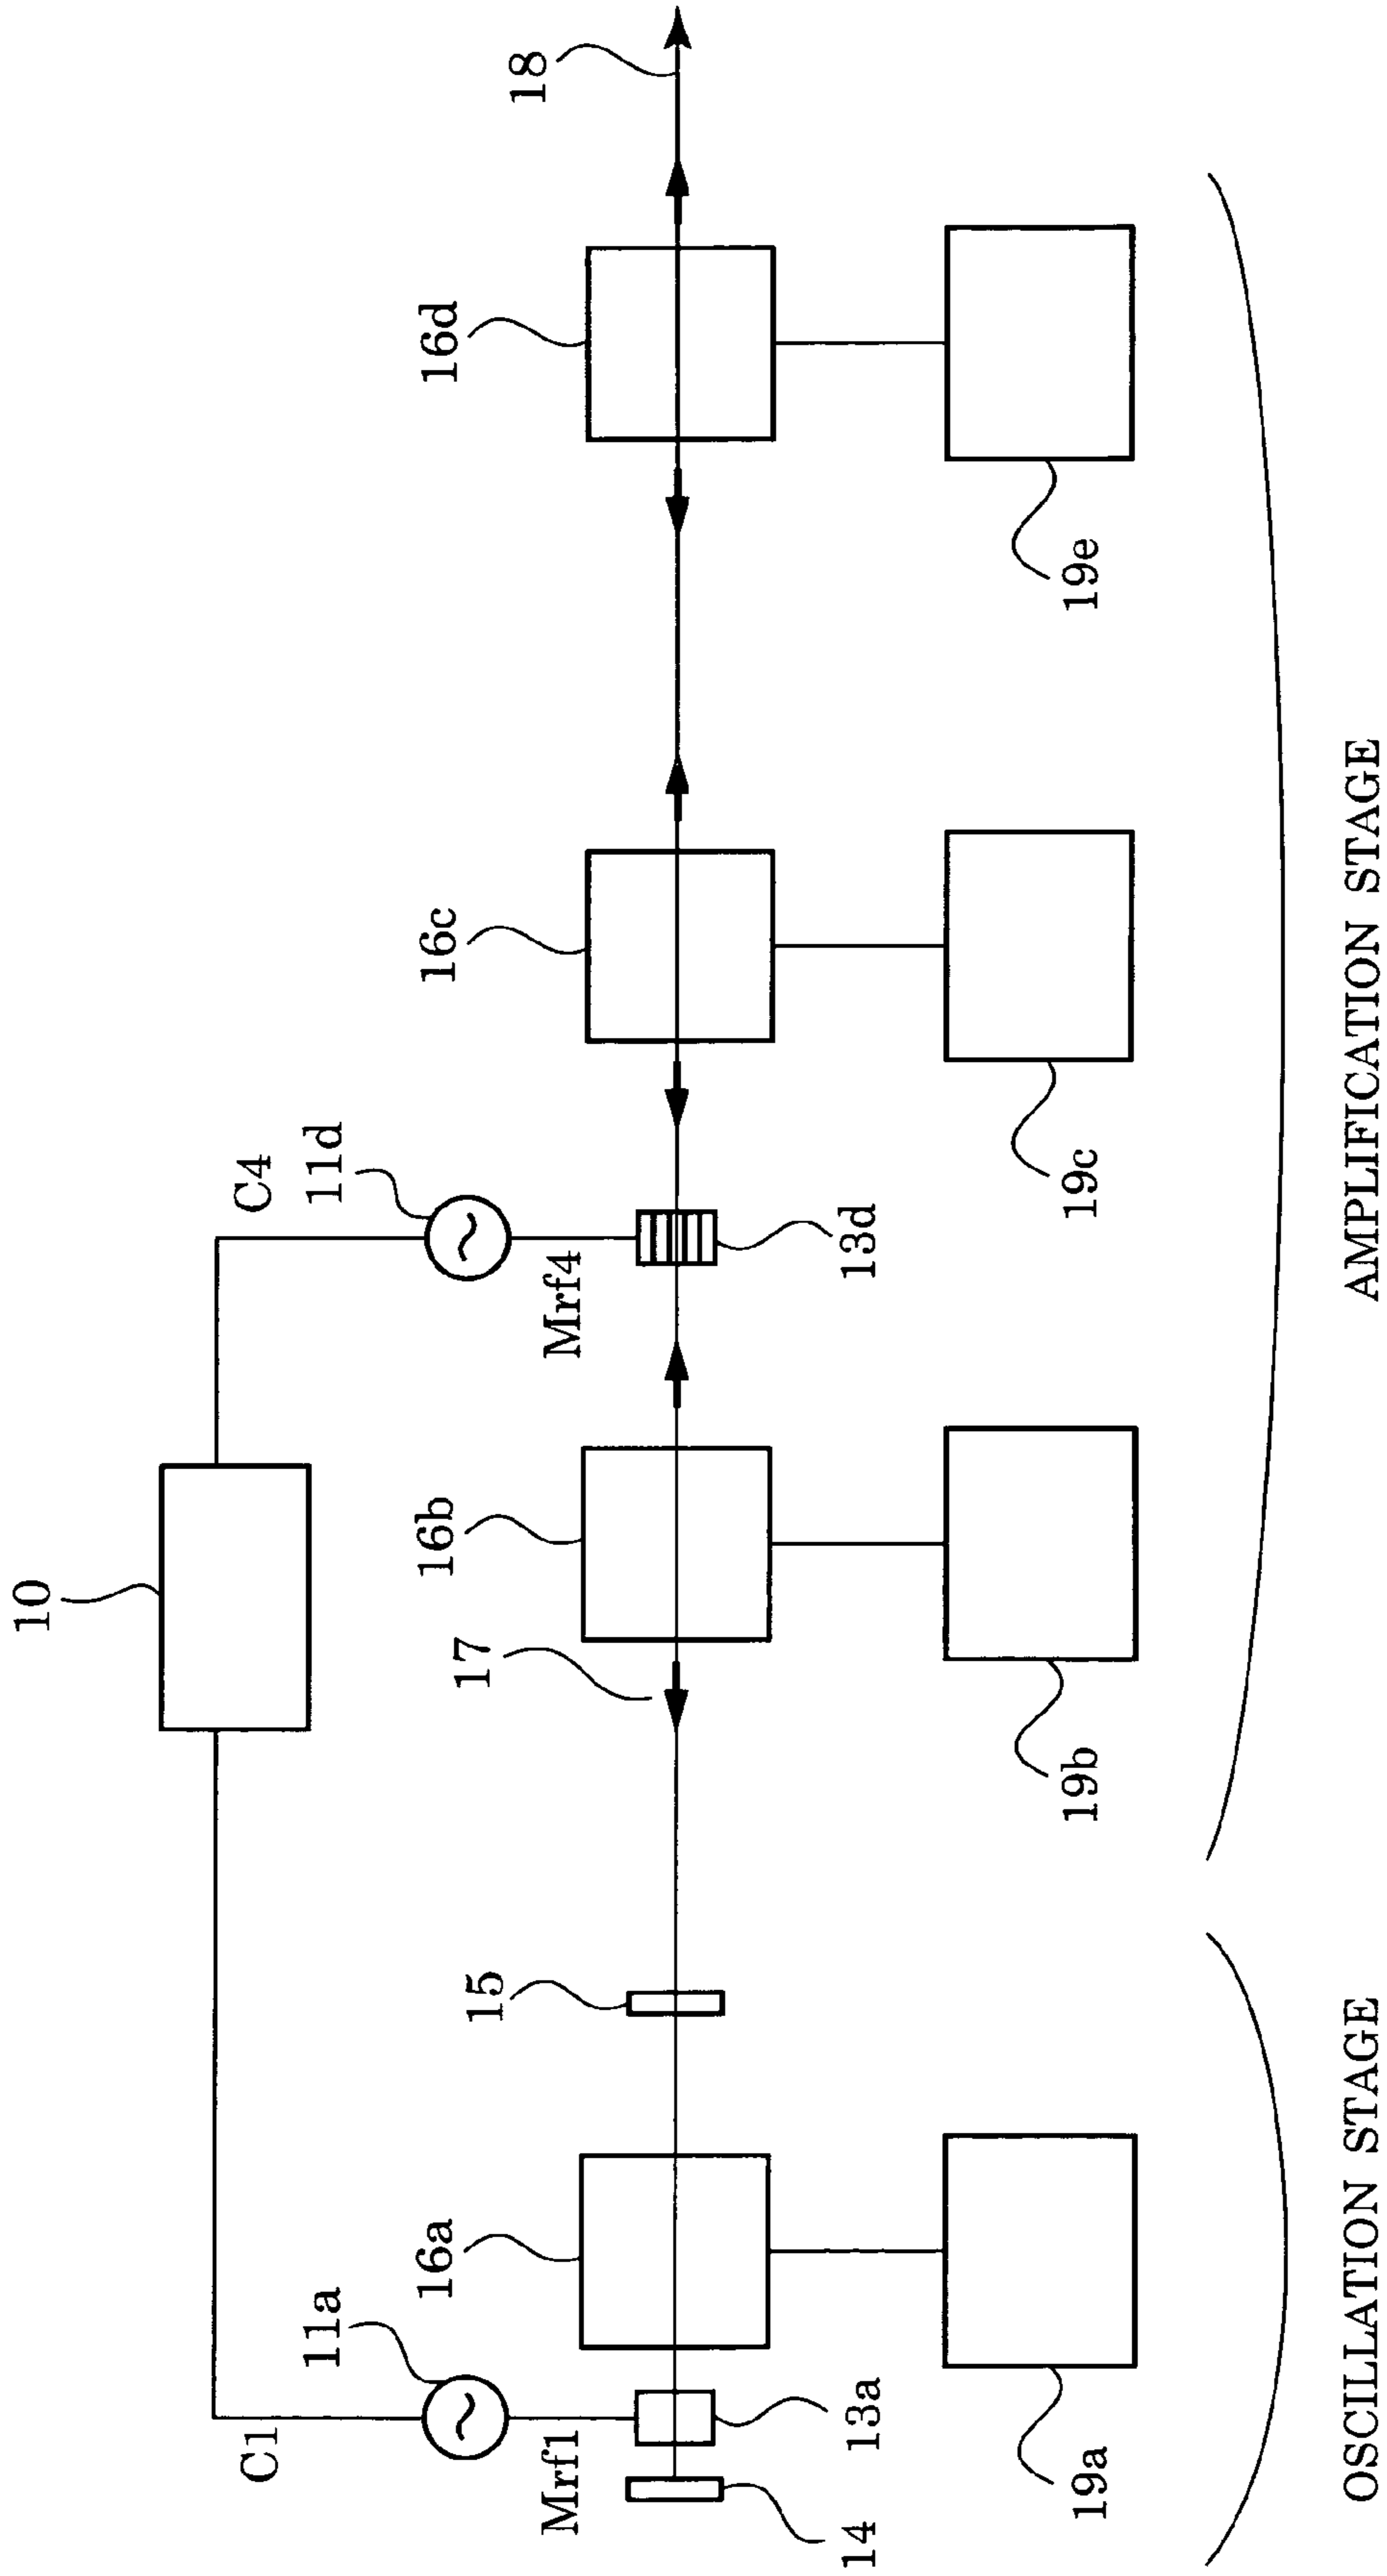 10
C1
C4
11a
11d
Mrf1
Mrf4
16a
15
17
16b
16c
16d
18
14
13a
13d
19a
19b
19c
19e
OSCILLATION STAGE
AMPLIFICATION STAGE